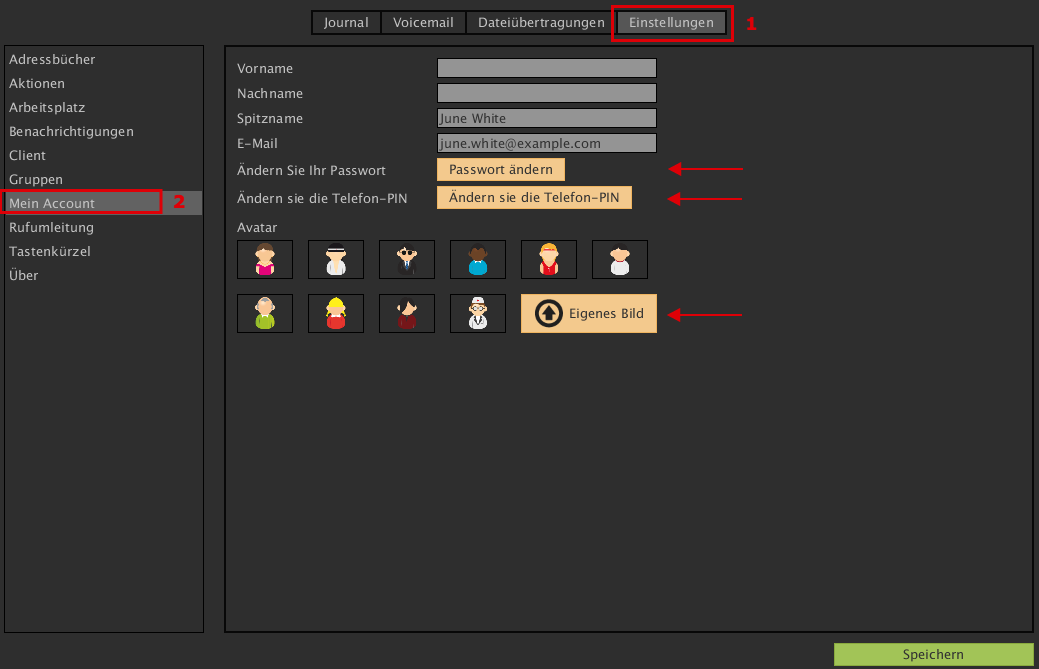 Journal Voicemail Dateiübertragungen Einstellungen 1
Adressbücher
Aktionen
Arbeitsplatz
Benachrichtigungen
Client
Gruppen
Mein Account 2
Rufumleitung
Tastenkürzel
Über
Vorname
Nachname
Spitzname June White
E-Mail june.white@example.com
Ändern Sie Ihr Passwort Passwort ändern
Ändern sie die Telefon-PIN Ändern sie die Telefon-PIN
Avatar
Eigenes Bild
Speichern